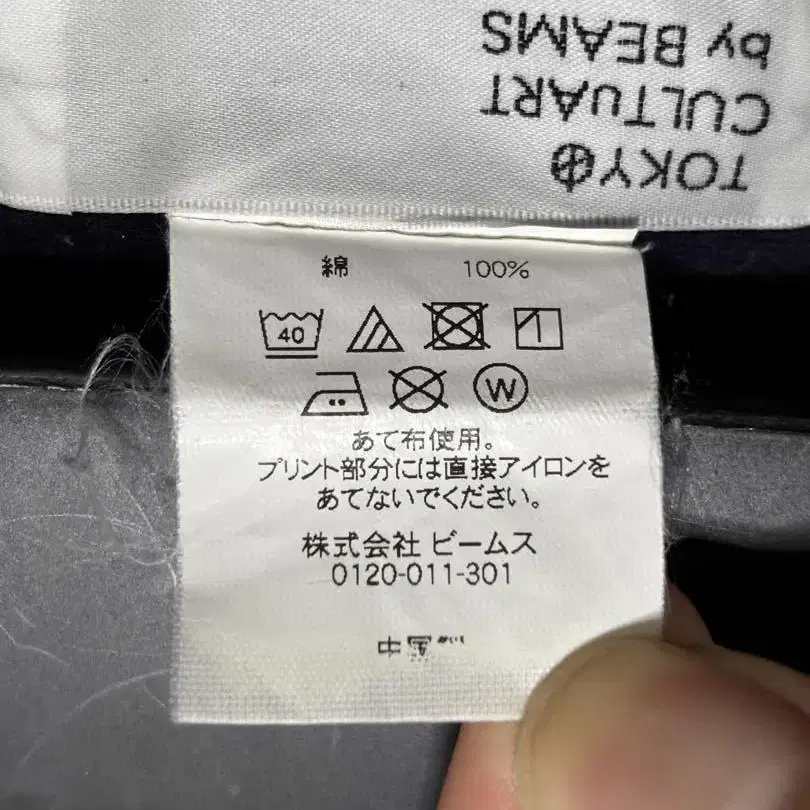 TOKYO
CULTuART
by BEAMS
綿 100%
40
W
あて布使用。
プリント部分には直接アイロンを
あてないでください。
株式会社 ビームス
0120-011-301
中国